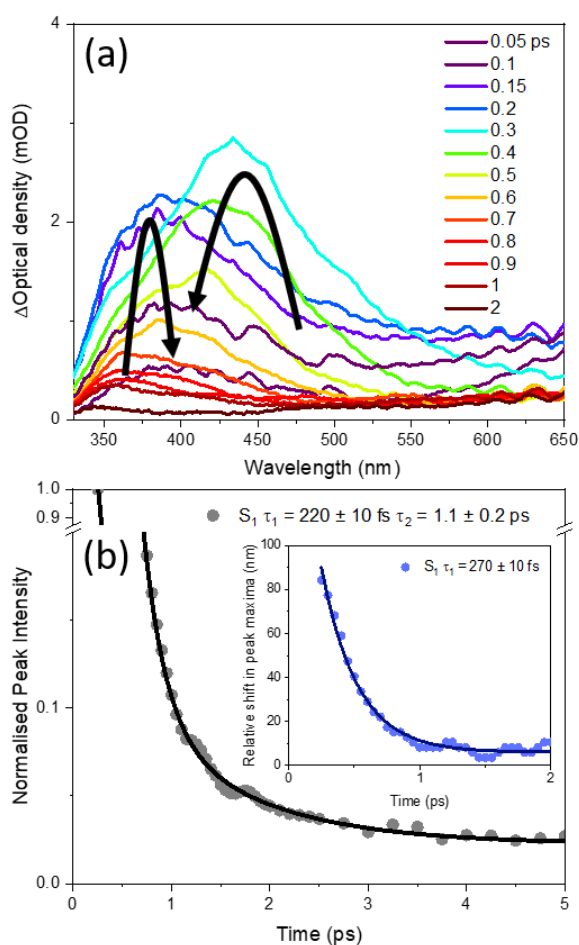 (a)
ΔOptical density (mOD)
4
2
0
0.05 ps
0.1
0.15
0.2
0.3
0.4
0.5
0.6
0.7
0.8
0.9
1
2
350 400 450 500 550 600 650
Wavelength (nm)
(b)
Normalised Peak Intensity
1.0
0.9
0.1
0.0
S₁ τ₁ = 220 ± 10 fs τ₂ = 1.1 ± 0.2 ps
Relative shift in peak maxima (nm)
100
80
60
40
20
0
S₁ τ₁ = 270 ± 10 fs
0 1 2
Time (ps)
0 1 2 3 4 5
Time (ps)